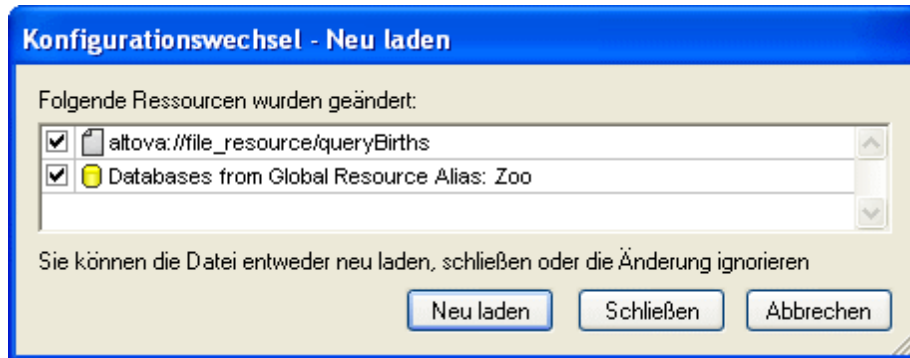 Konfigurationswechsel - Neu laden
Folgende Ressourcen wurden geändert:
altova://file_resource/queryBirths
Databases from Global Resource Alias: Zoo
Sie können die Datei entweder neu laden, schließen oder die Änderung ignorieren
Neu laden Schließen Abbrechen